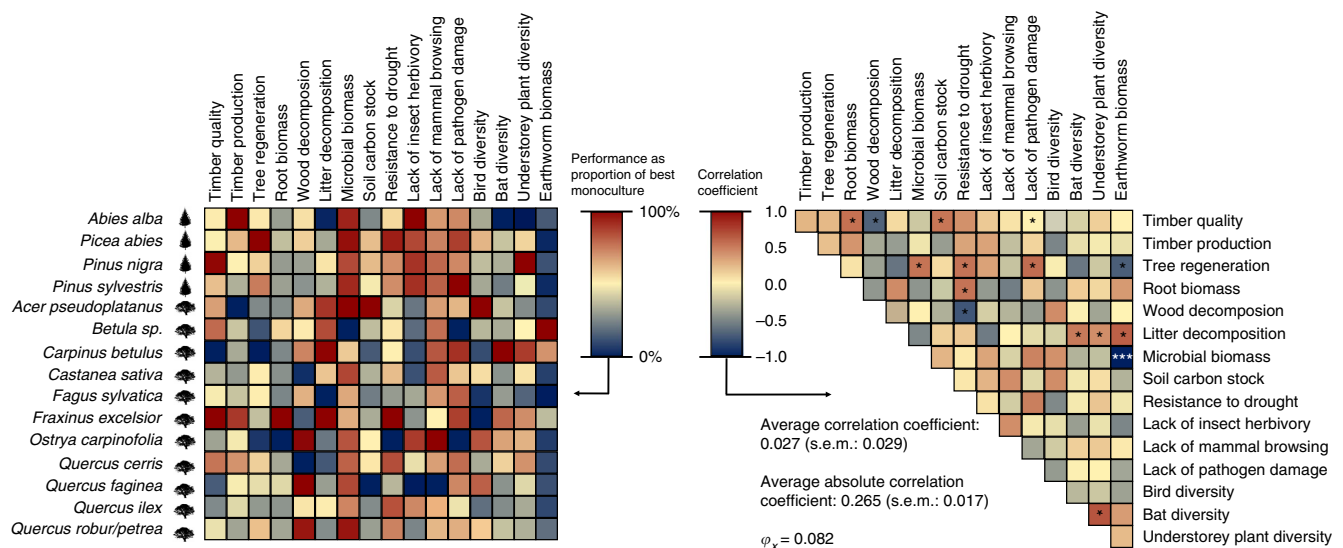 Timber quality
Timber production
Tree regeneration
Root biomass
Wood decomposion
Litter decomposition
Microbial biomass
Soil carbon stock
Resistance to drought
Lack of insect herbivory
Lack of mammal browsing
Lack of pathogen damage
Bird diversity
Bat diversity
Understorey plant diversity
Earthworm biomass
Abies alba
Picea abies
Pinus nigra
Pinus sylvestris
Acer pseudoplatanus
Betula sp.
Carpinus betulus
Castanea sativa
Fagus sylvatica
Fraxinus excelsior
Ostrya carpinofolia
Quercus cerris
Quercus faginea
Quercus ilex
Quercus robur/petrea
Performance as
proportion of best
monoculture
100%
0%
Correlation
coefficient
1.0
0.5
0.0
−0.5
−1.0
Timber production
Tree regeneration
Root biomass
Wood decomposion
Litter decomposition
Microbial biomass
Soil carbon stock
Resistance to drought
Lack of insect herbivory
Lack of mammal browsing
Lack of pathogen damage
Bird diversity
Bat diversity
Understorey plant diversity
Earthworm biomass
* * * * Timber quality
Timber production
* * * * Tree regeneration
* Root biomass
* Wood decomposion
* * * Litter decomposition
*** Microbial biomass
Soil carbon stock
Resistance to drought
Lack of insect herbivory
Lack of mammal browsing
Lack of pathogen damage
Bird diversity
* Bat diversity
Understorey plant diversity
Average correlation coefficient:
0.027 (s.e.m.: 0.029)
Average absolute correlation
coefficient: 0.265 (s.e.m.: 0.017)
φx = 0.082